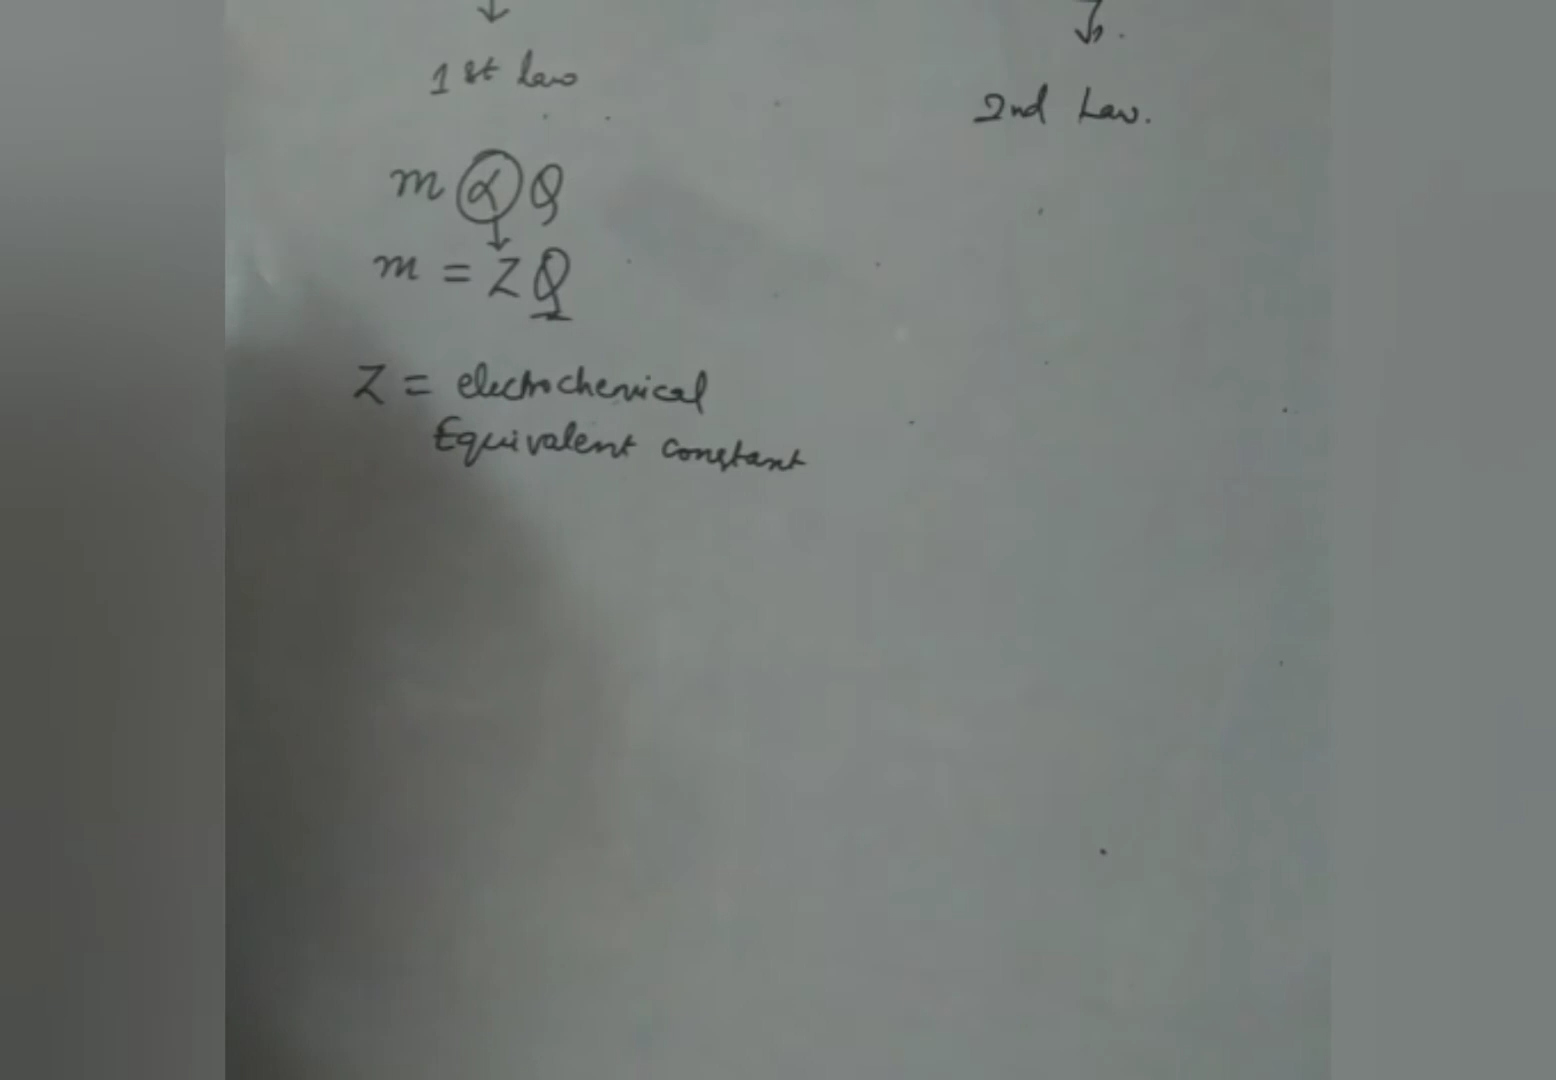 1st law
2nd Law.
m α Q
m = Z Q
Z = electrochemical
Equivalent constant